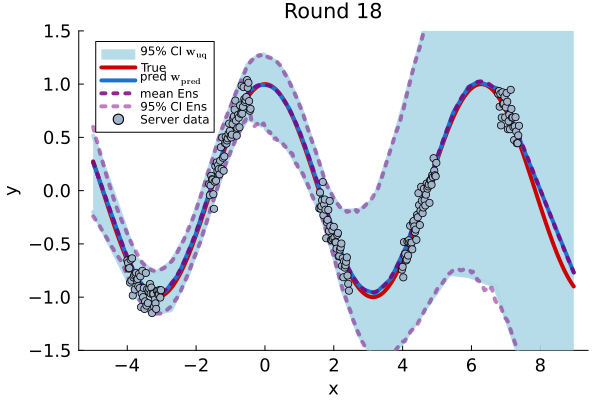 Round 18
1.5
1.0
0.5
0.0
−0.5
−1.0
−1.5
y
95% CI w_uq
True
pred w_pred
mean Ens
95% CI Ens
Server data
−4 −2 0 2 4 6 8
x